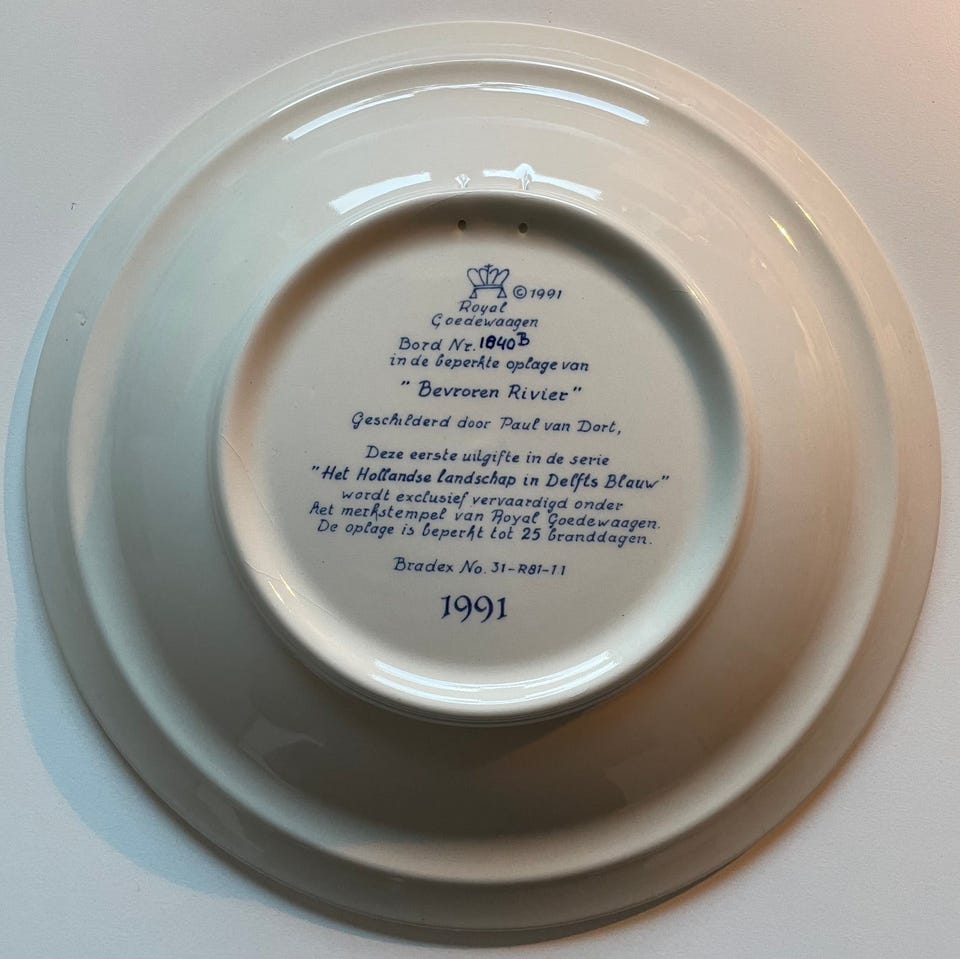 ©1991
Royal
Goedewaagen
Bord Nr. 1840B
in de beperkte oplage van
"Bevroren Rivier"
Geschilderd door Paul van Dort,
Deze eerste uitgifte in de serie
"Het Hollandse landschap in Delfts Blauw"
wordt exclusief vervaardigd onder
het merkstempel van Royal Goedewaagen.
De oplage is beperkt tot 25 branddagen.
Bradex No. 31-R81-1.1
1991